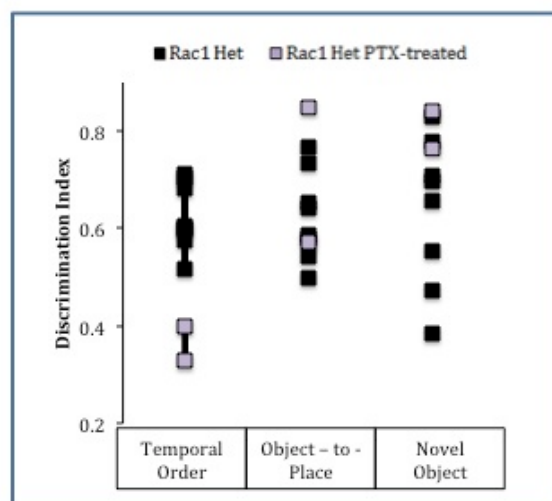 Rac1 Het Rac1 Het PTX-treated
Discrimination Index
0.8
0.6
0.4
0.2
Temporal Order
Object – to - Place
Novel Object